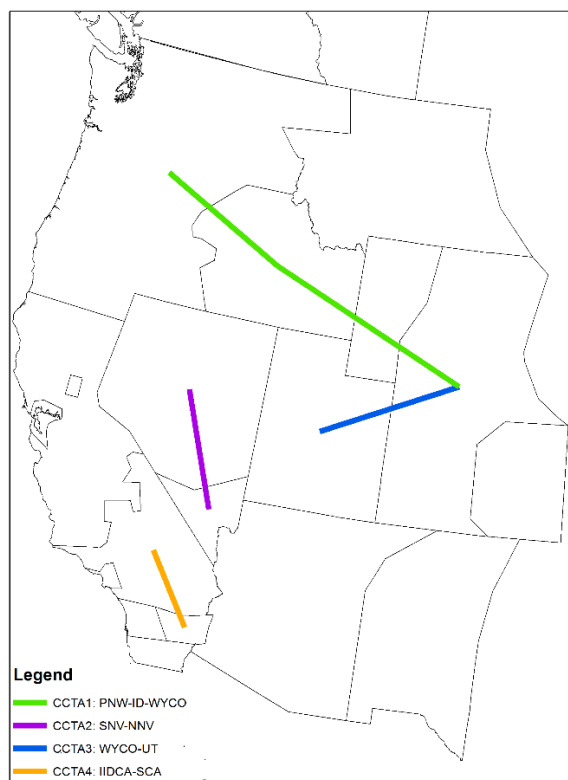 Legend
CCTA1: PNW-ID-WYCO
CCTA2: SNV-NNV
CCTA3: WYCO-UT
CCTA4: IIDCA-SCA